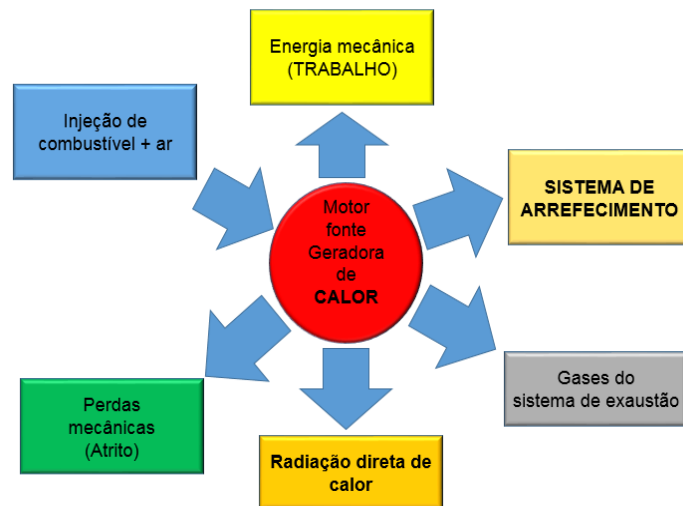 Energia mecânica
(TRABALHO)
Injeção de
combustível + ar
SISTEMA DE
ARREFECIMENTO
Motor
fonte
Geradora
de
CALOR
Gases do
sistema de exaustão
Perdas
mecânicas
(Atrito)
Radiação direta de
calor